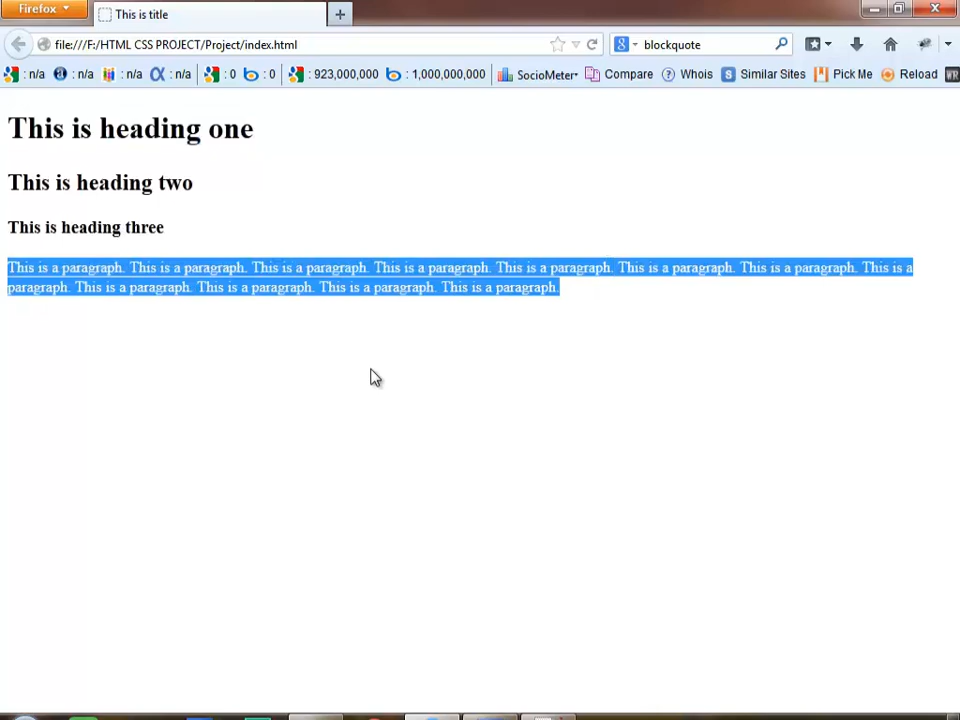 Firefox
This is title
file:///F:/HTML CSS PROJECT/Project/index.html
blockquote
: n/a : n/a : n/a : n/a : 0 : 0 : 923,000,000 : 1,000,000,000 SocioMeter Compare Whois Similar Sites Pick Me Reload WR
This is heading one
This is heading two
This is heading three
This is a paragraph. This is a paragraph. This is a paragraph. This is a paragraph. This is a paragraph. This is a paragraph. This is a paragraph. This is a
paragraph. This is a paragraph. This is a paragraph. This is a paragraph. This is a paragraph.